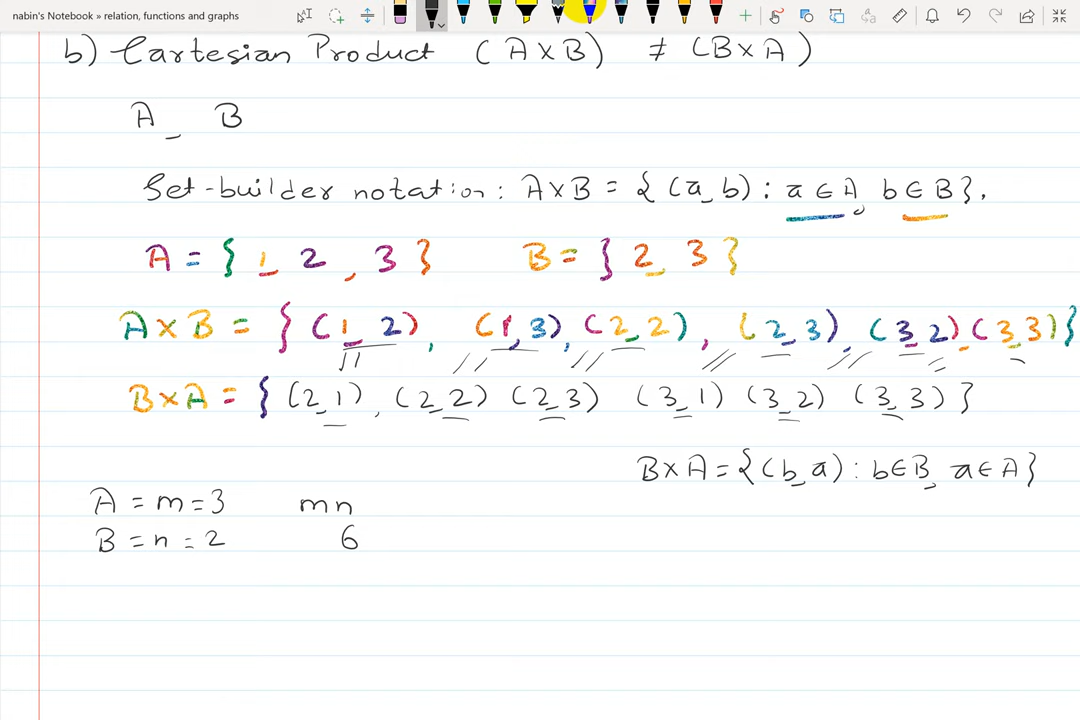 nabin's Notebook » relation, functions and graphs
b) Cartesian Product (A×B) ≠ (B×A)
A, B
Set-builder notation: A×B = {(a, b) : a ∈ A, b ∈ B}.
A = {1, 2, 3} B = {2, 3}
A×B = {(1, 2), (1, 3), (2, 2), (2, 3), (3, 2), (3, 3)}
B×A = {(2, 1), (2, 2) (2, 3) (3, 1) (3, 2) (3, 3)}
B×A = {(b, a) : b ∈ B, a ∈ A}
A = m = 3 mn
B = n = 2 6